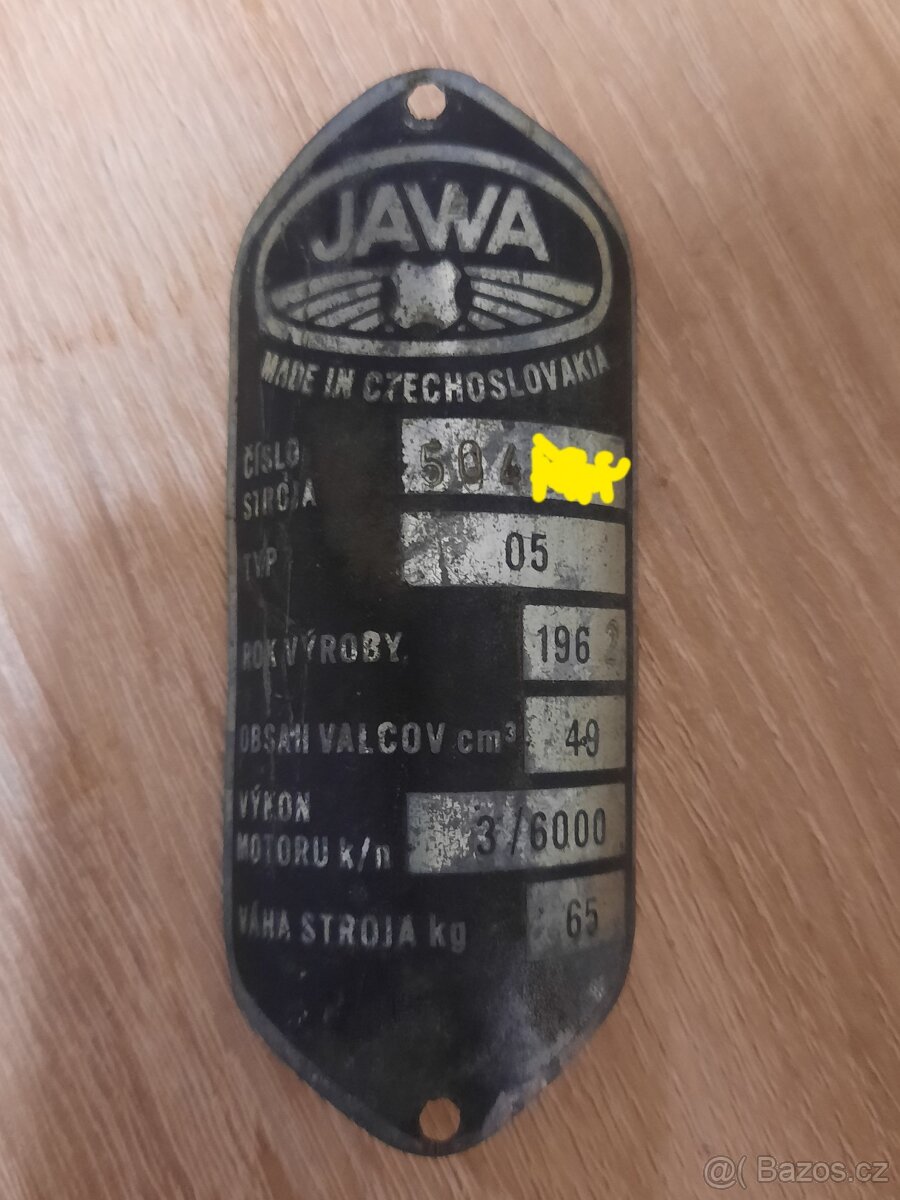 JAWA
MADE IN CZECHOSLOVAKIA
ČÍSLO
STROJA 504
TYP 05
ROK VÝROBY 1962
OBSAH VALCOV cm³ 49
VÝKON
MOTORU k/n 3/6000
VÁHA STROJA kg 65
@( Bazos.cz